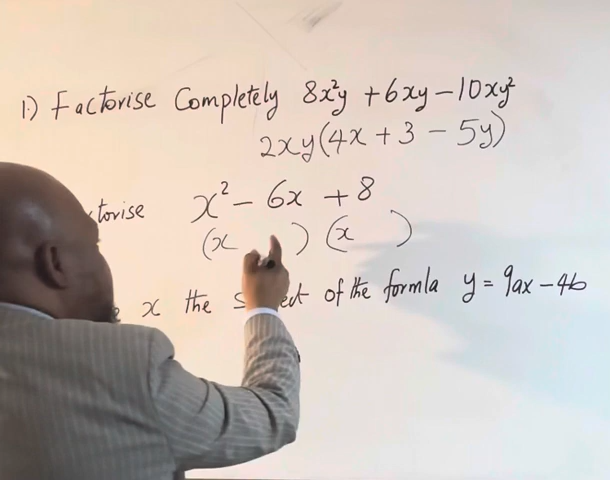 1.) Factorise Completely 8x²y + 6xy − 10xy²
2xy(4x + 3 − 5y)
torise x² − 6x + 8
(x ) (x )
x the S ect of the formla y = 9ax − 4b